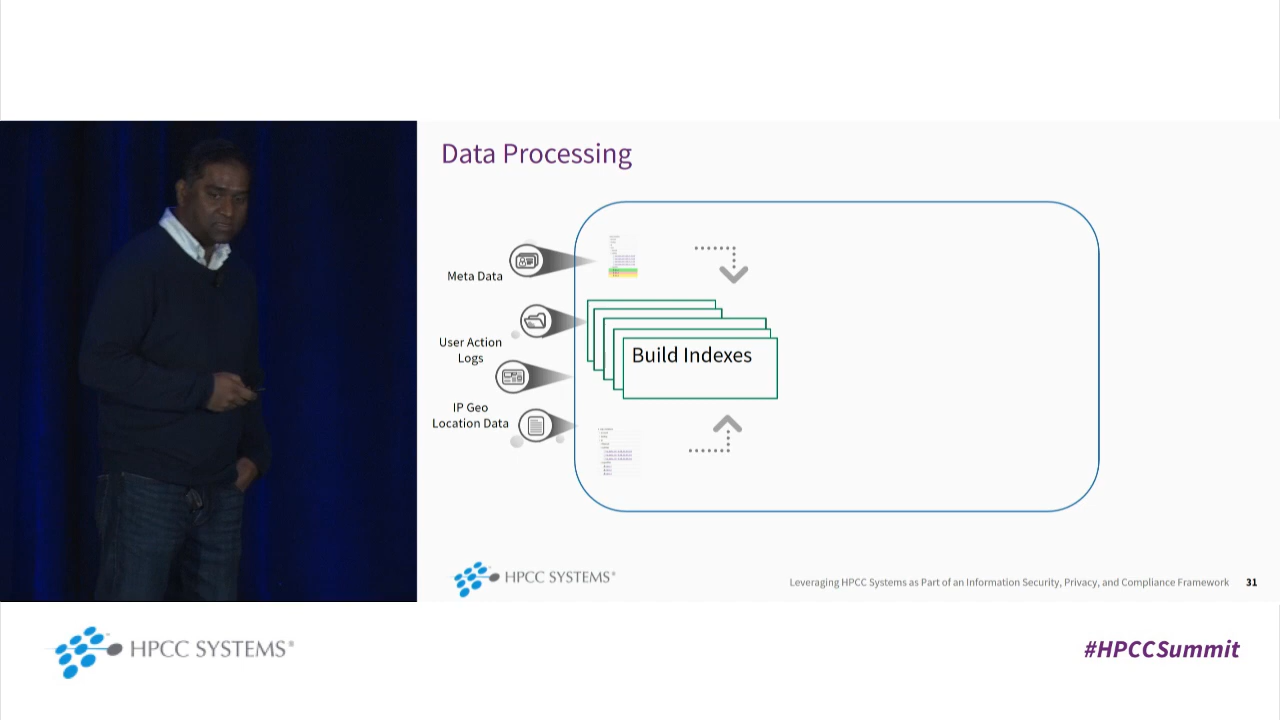 Data Processing
Meta Data
User Action
Logs
IP Geo
Location Data
Build Indexes
HPCC SYSTEMS®
Leveraging HPCC Systems as Part of an Information Security, Privacy, and Compliance Framework 31
HPCC SYSTEMS®
#HPCCSummit